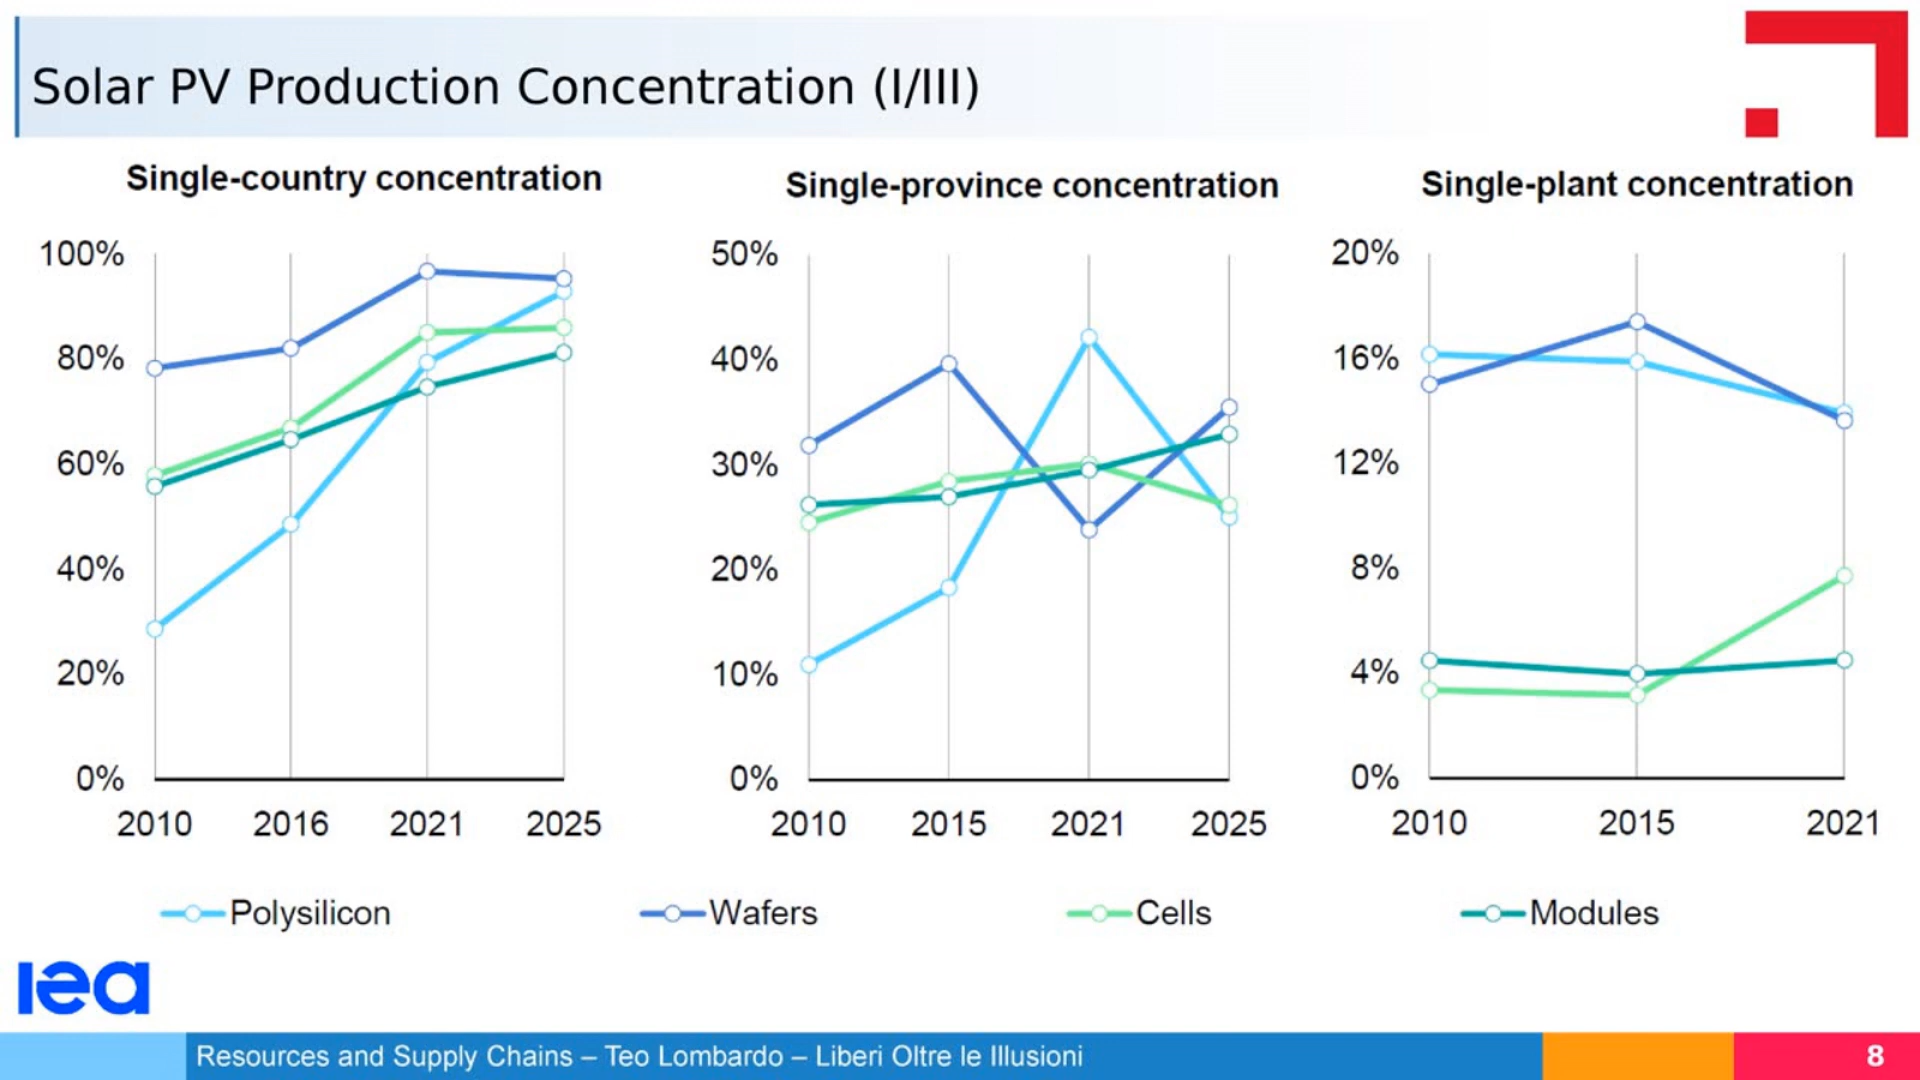 Solar PV Production Concentration (I/III)
Single-country concentration
100%
80%
60%
40%
20%
0%
2010 2016 2021 2025
Single-province concentration
50%
40%
30%
20%
10%
0%
2010 2015 2021 2025
Single-plant concentration
20%
16%
12%
8%
4%
0%
2010 2015 2021
Polysilicon Wafers Cells Modules
iea
Resources and Supply Chains – Teo Lombardo – Liberi Oltre le Illusioni
8